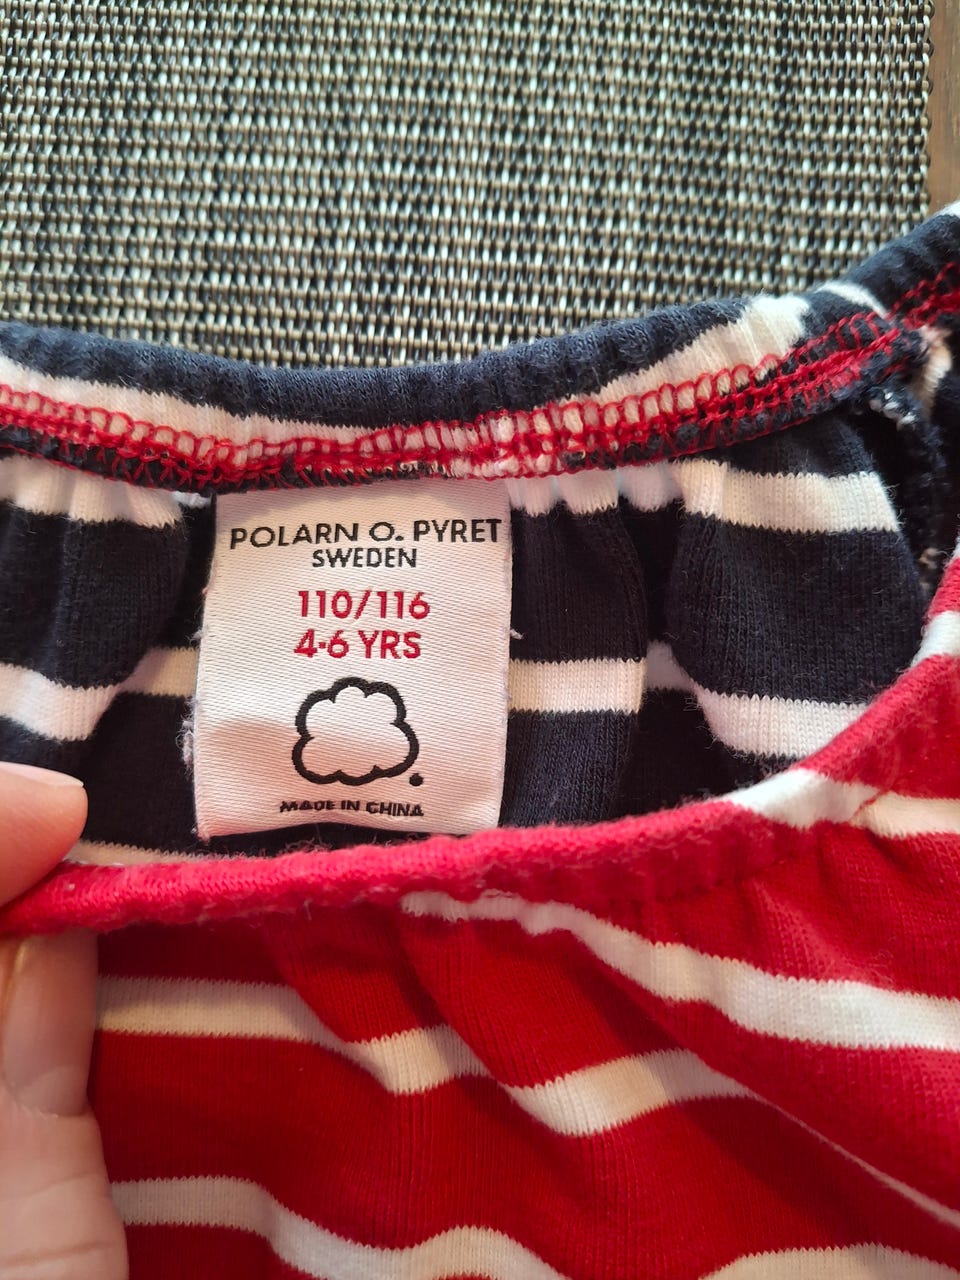 POLARN O. PYRET
SWEDEN
110/116
4-6 YRS
MADE IN CHINA